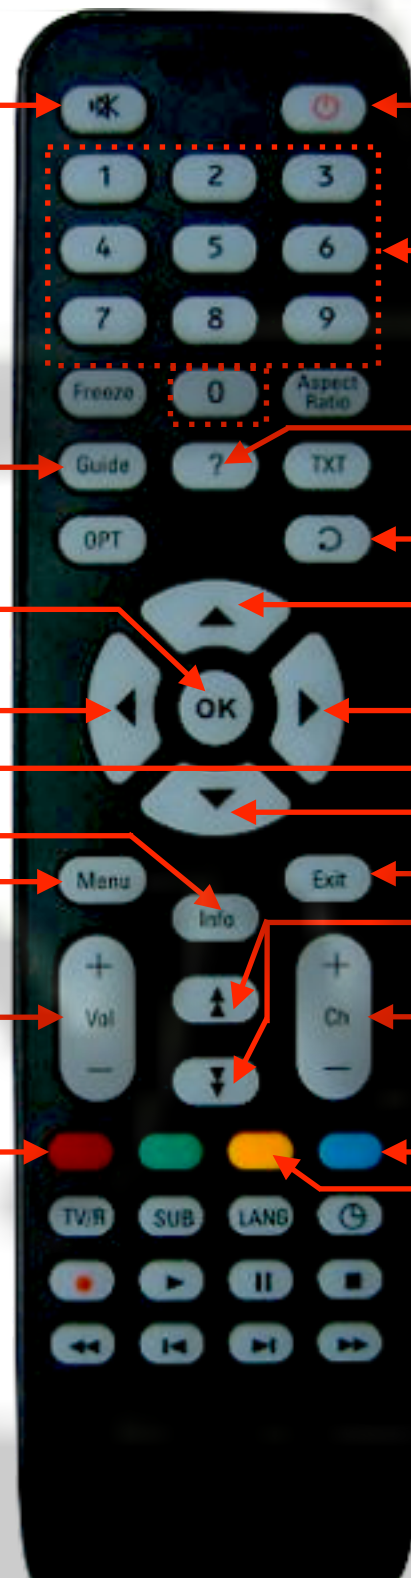 1 2 3
4 5 6
7 8 9
Freeze 0 Aspect Ratio
Guide ? TXT
OPT
OK
Menu Exit
Info
+ +
Vol Ch
- -
TV/R SUB LANG